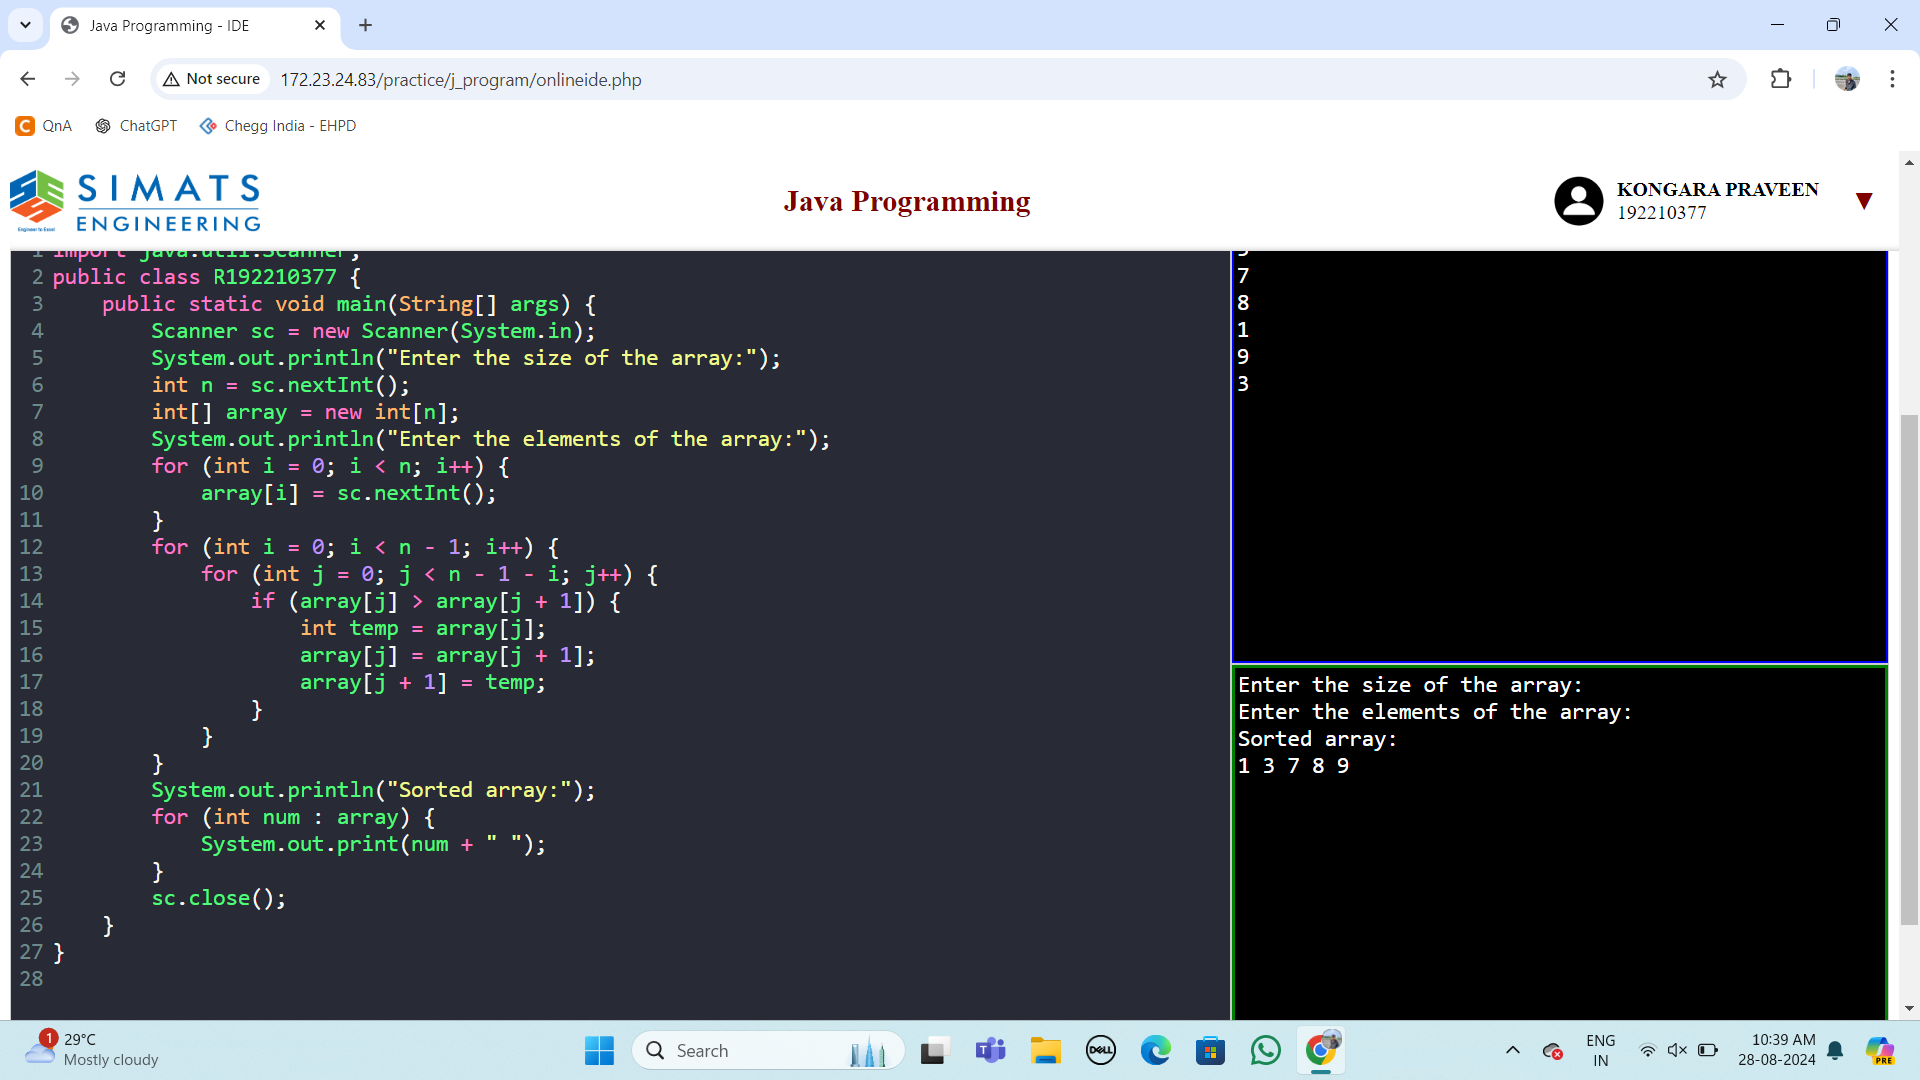 Java Programming - IDE
Not secure
172.23.24.83/practice/j_program/onlineide.php
QnA
ChatGPT
Chegg India - EHPD
SIMATS
ENGINEERING
Engineer to Excel
Java Programming
KONGARA PRAVEEN
192210377
1 import java.util.Scanner;
2 public class R192210377 {
3     public static void main(String[] args) {
4         Scanner sc = new Scanner(System.in);
5         System.out.println("Enter the size of the array:");
6         int n = sc.nextInt();
7         int[] array = new int[n];
8         System.out.println("Enter the elements of the array:");
9         for (int i = 0; i < n; i++) {
10             array[i] = sc.nextInt();
11         }
12         for (int i = 0; i < n - 1; i++) {
13             for (int j = 0; j < n - 1 - i; j++) {
14                 if (array[j] > array[j + 1]) {
15                     int temp = array[j];
16                     array[j] = array[j + 1];
17                     array[j + 1] = temp;
18                 }
19             }
20         }
21         System.out.println("Sorted array:");
22         for (int num : array) {
23             System.out.print(num + " ");
24         }
25         sc.close();
26     }
27 }
28
7
8
1
9
3
Enter the size of the array:
Enter the elements of the array:
Sorted array:
1 3 7 8 9
1
29°C
Mostly cloudy
Search
DELL
ENG
IN
10:39 AM
28-08-2024
PRE